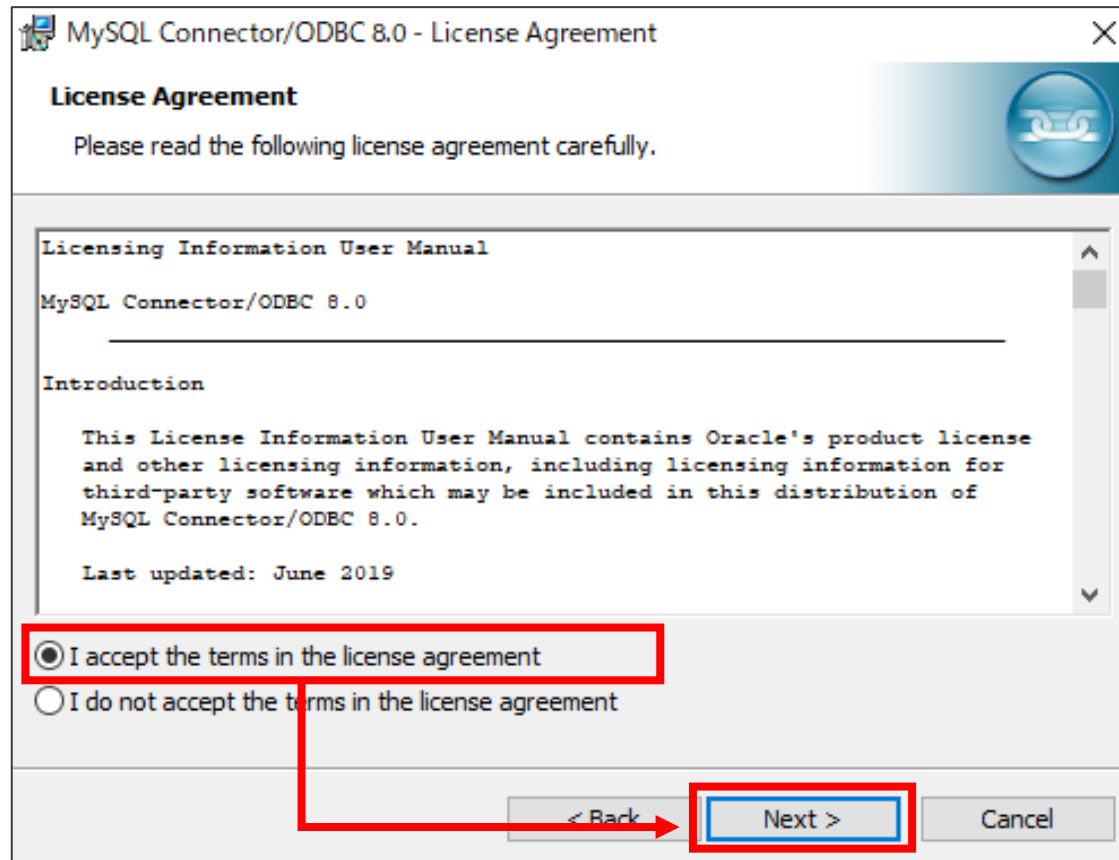 MySQL Connector/ODBC 8.0 - License Agreement
License Agreement
Please read the following license agreement carefully.
Licensing Information User Manual
MySQL Connector/ODBC 8.0
Introduction
This License Information User Manual contains Oracle's product license
and other licensing information, including licensing information for
third-party software which may be included in this distribution of
MySQL Connector/ODBC 8.0.
Last updated: June 2019
I accept the terms in the license agreement
I do not accept the terms in the license agreement
< Back
Next >
Cancel